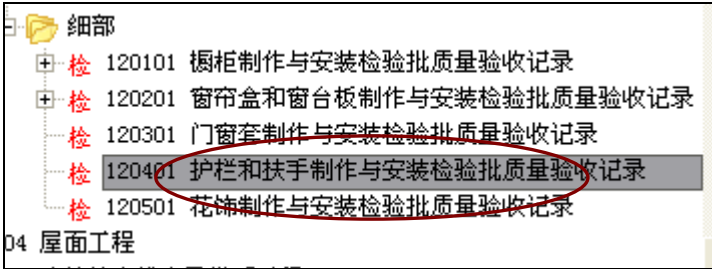 细部
检 120101 橱柜制作与安装检验批质量验收记录
检 120201 窗帘盒和窗台板制作与安装检验批质量验收记录
检 120301 门窗套制作与安装检验批质量验收记录
检 120401 护栏和扶手制作与安装检验批质量验收记录
检 120501 花饰制作与安装检验批质量验收记录
04 屋面工程